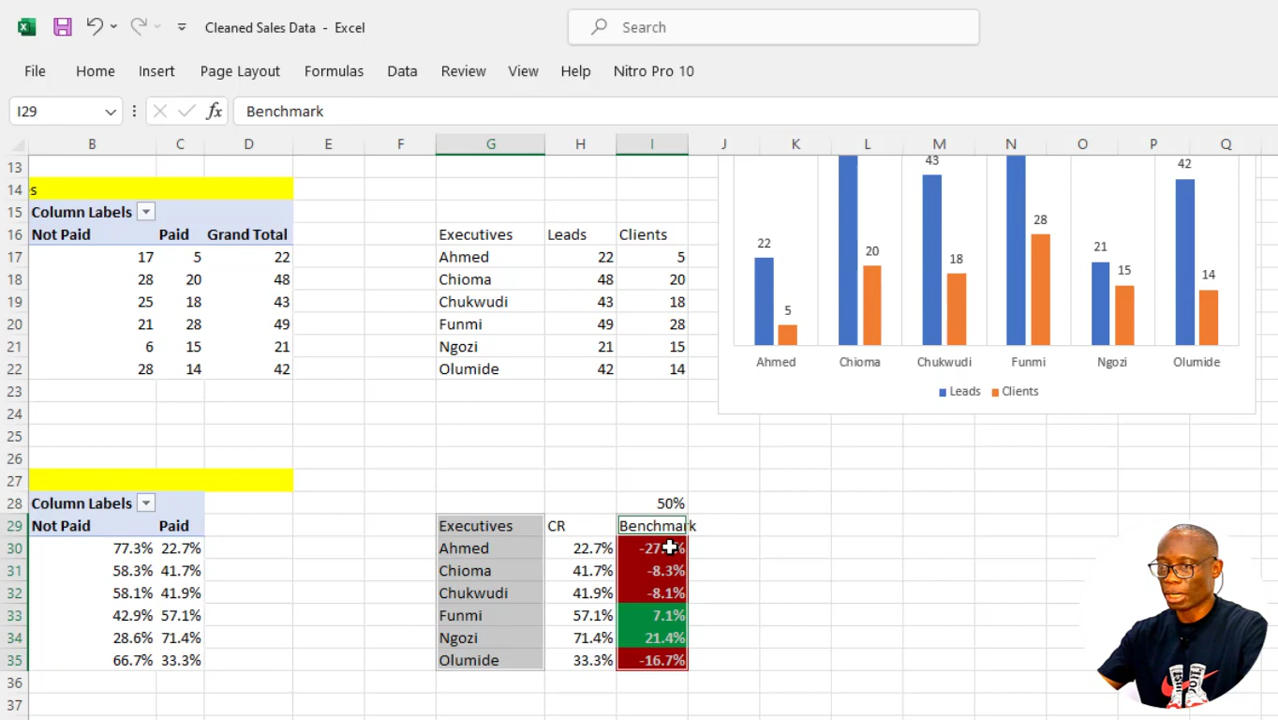 Cleaned Sales Data - Excel
Search
File Home Insert Page Layout Formulas Data Review View Help Nitro Pro 10
I29 fx Benchmark
B C D E F G H I J K L M N O P Q
13
14 s
15 Column Labels
16 Not Paid Paid Grand Total Executives Leads Clients
17 17 5 22 Ahmed 22 5
18 28 20 48 Chioma 48 20
19 25 18 43 Chukwudi 43 18
20 21 28 49 Funmi 49 28
21 6 15 21 Ngozi 21 15
22 28 14 42 Olumide 42 14
23
24
25
26
27
28 Column Labels 50%
29 Not Paid Paid Executives CR Benchmark
30 77.3% 22.7% Ahmed 22.7% %
31 58.3% 41.7% Chioma 41.7% -8.3%
32 58.1% 41.9% Chukwudi 41.9% -8.1%
33 42.9% 57.1% Funmi 57.1% 7.1%
34 28.6% 71.4% Ngozi 71.4% 21.4%
35 66.7% 33.3% Olumide 33.3% -16.7%
36
37
43 42
28
22 20 18 21 15 14
5
Ahmed Chioma Chukwudi Funmi Ngozi Olumide
Leads Clients